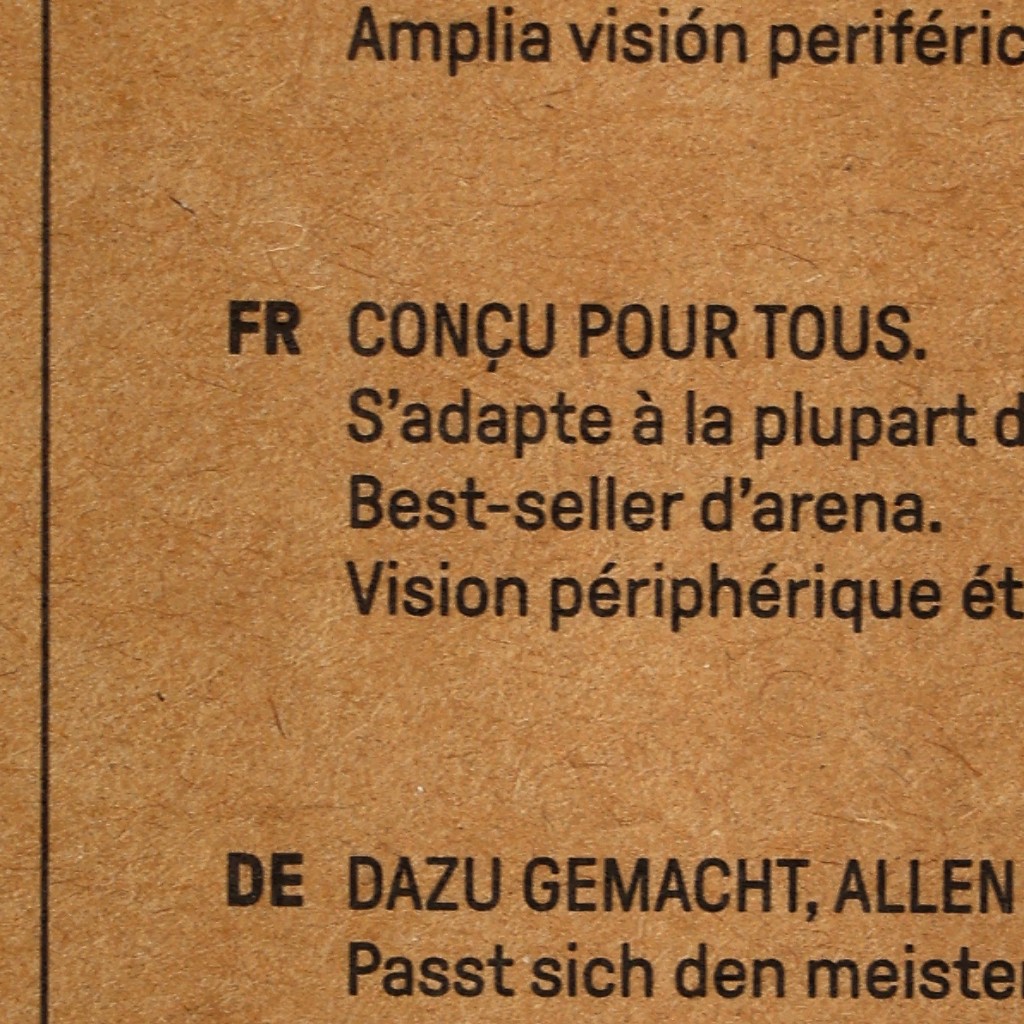 Amplia visión periféric
FR CONÇU POUR TOUS.
S’adapte à la plupart d
Best-seller d’arena.
Vision périphérique ét
DE DAZU GEMACHT, ALLEN
Passt sich den meisten